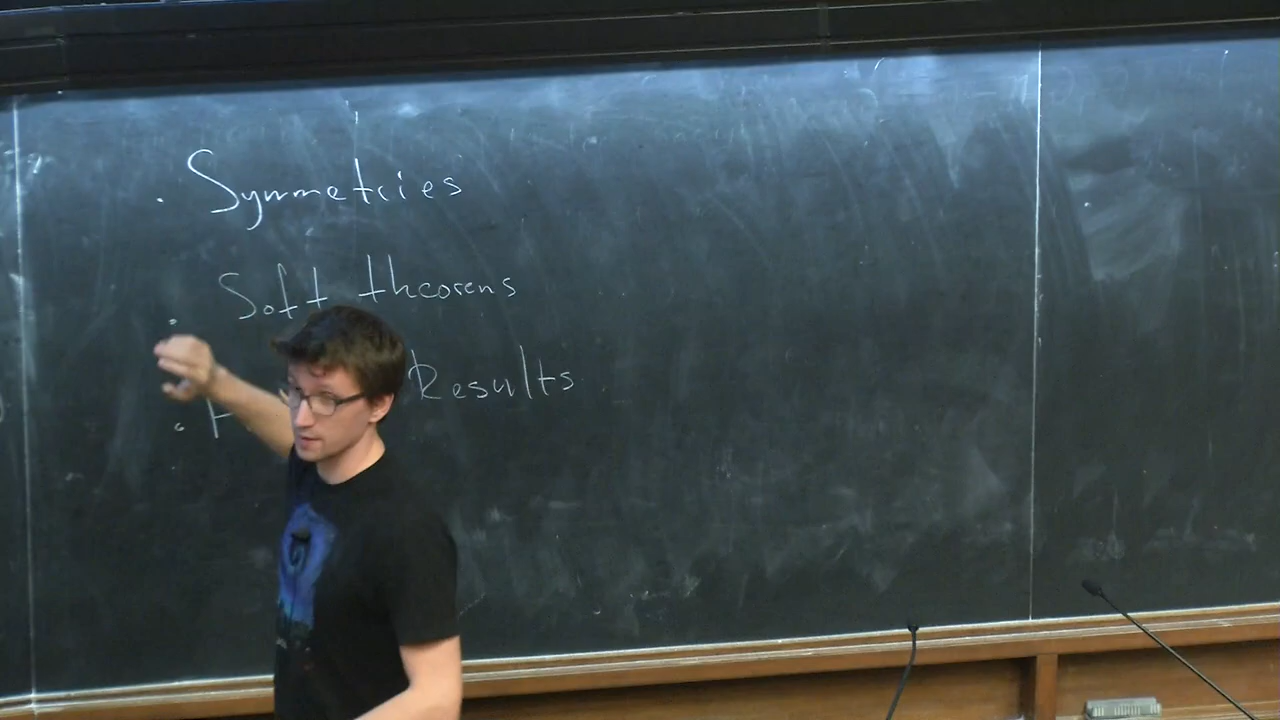 . Symmetries
. Soft theorems
. Results